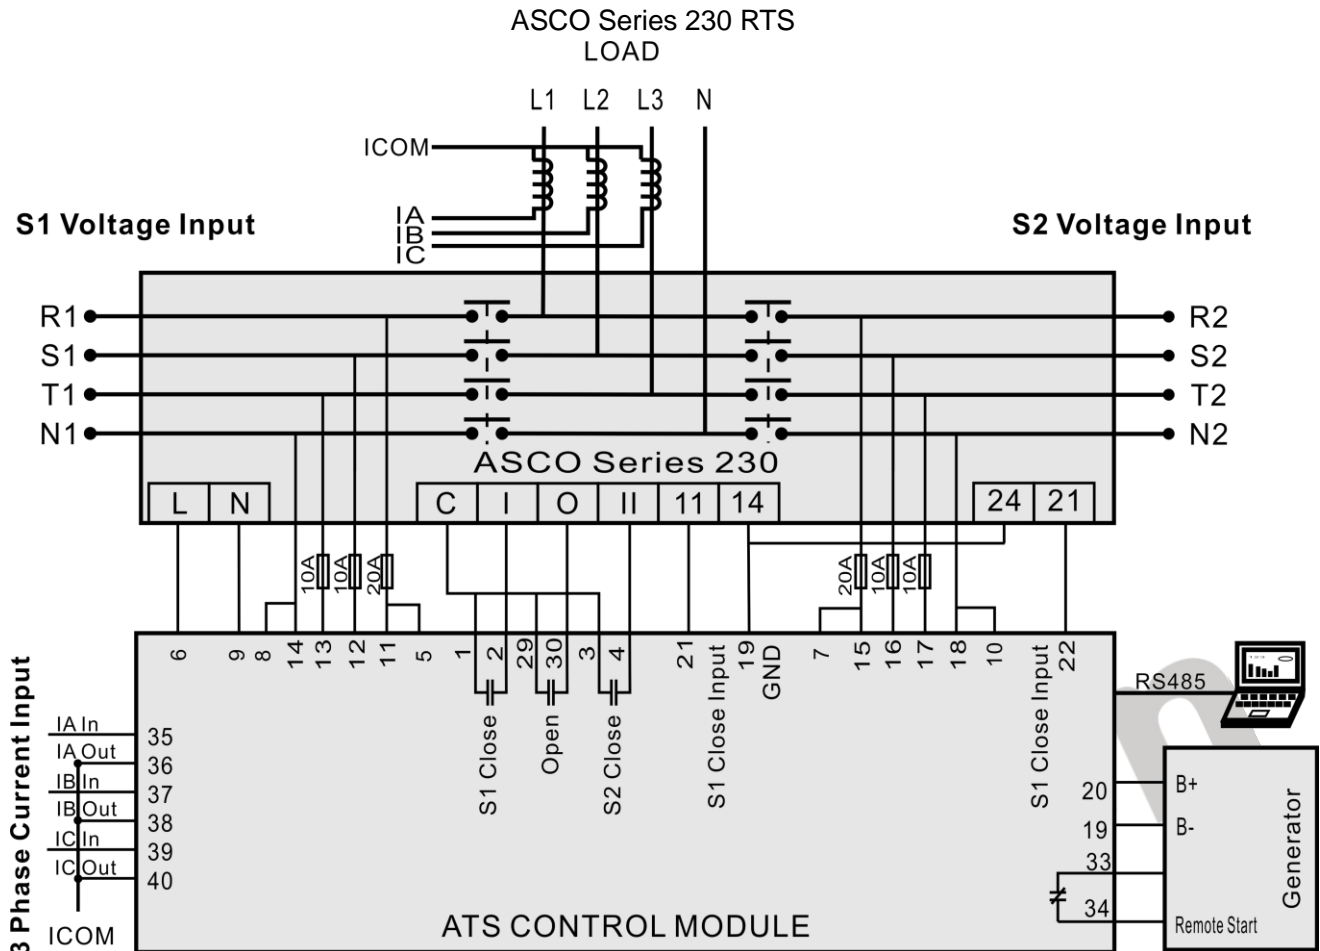 ASCO Series 230 RTS
LOAD
L1 L2 L3 N
ICOM
IA
IB
IC
S1 Voltage Input
S2 Voltage Input
R1
S1
T1
N1
R2
S2
T2
N2
ASCO Series 230
L N C I O II 11 14 24 21
10A 10A 20A 20A 10A 10A
6 9 8 14 13 12 11 5 1 2 29 30 3 4 21 19 7 15 16 17 18 10 22
S1 Close
Open
S2 Close
S1 Close Input
GND
S1 Close Input
RS485
3 Phase Current Input
IA In 35
IA Out 36
IB In 37
IB Out 38
IC In 39
IC Out 40
ICOM
ATS CONTROL MODULE
20 B+
19 B-
33
34 Remote Start
Generator